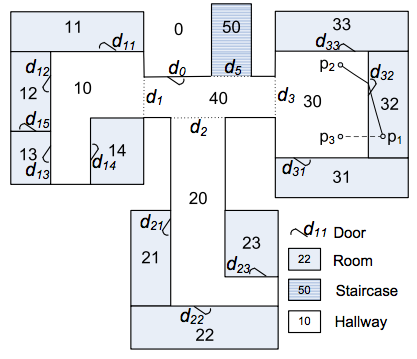 11
0
50
33
d11
d33
p2
d12
d0
d5
d32
12
10
d1
40
d3
30
32
d15
d2
p3
p1
13
d14
14
d13
d31
31
20
d21
23
d11 Door
21
d23
22 Room
50 Staircase
d22
22
10 Hallway